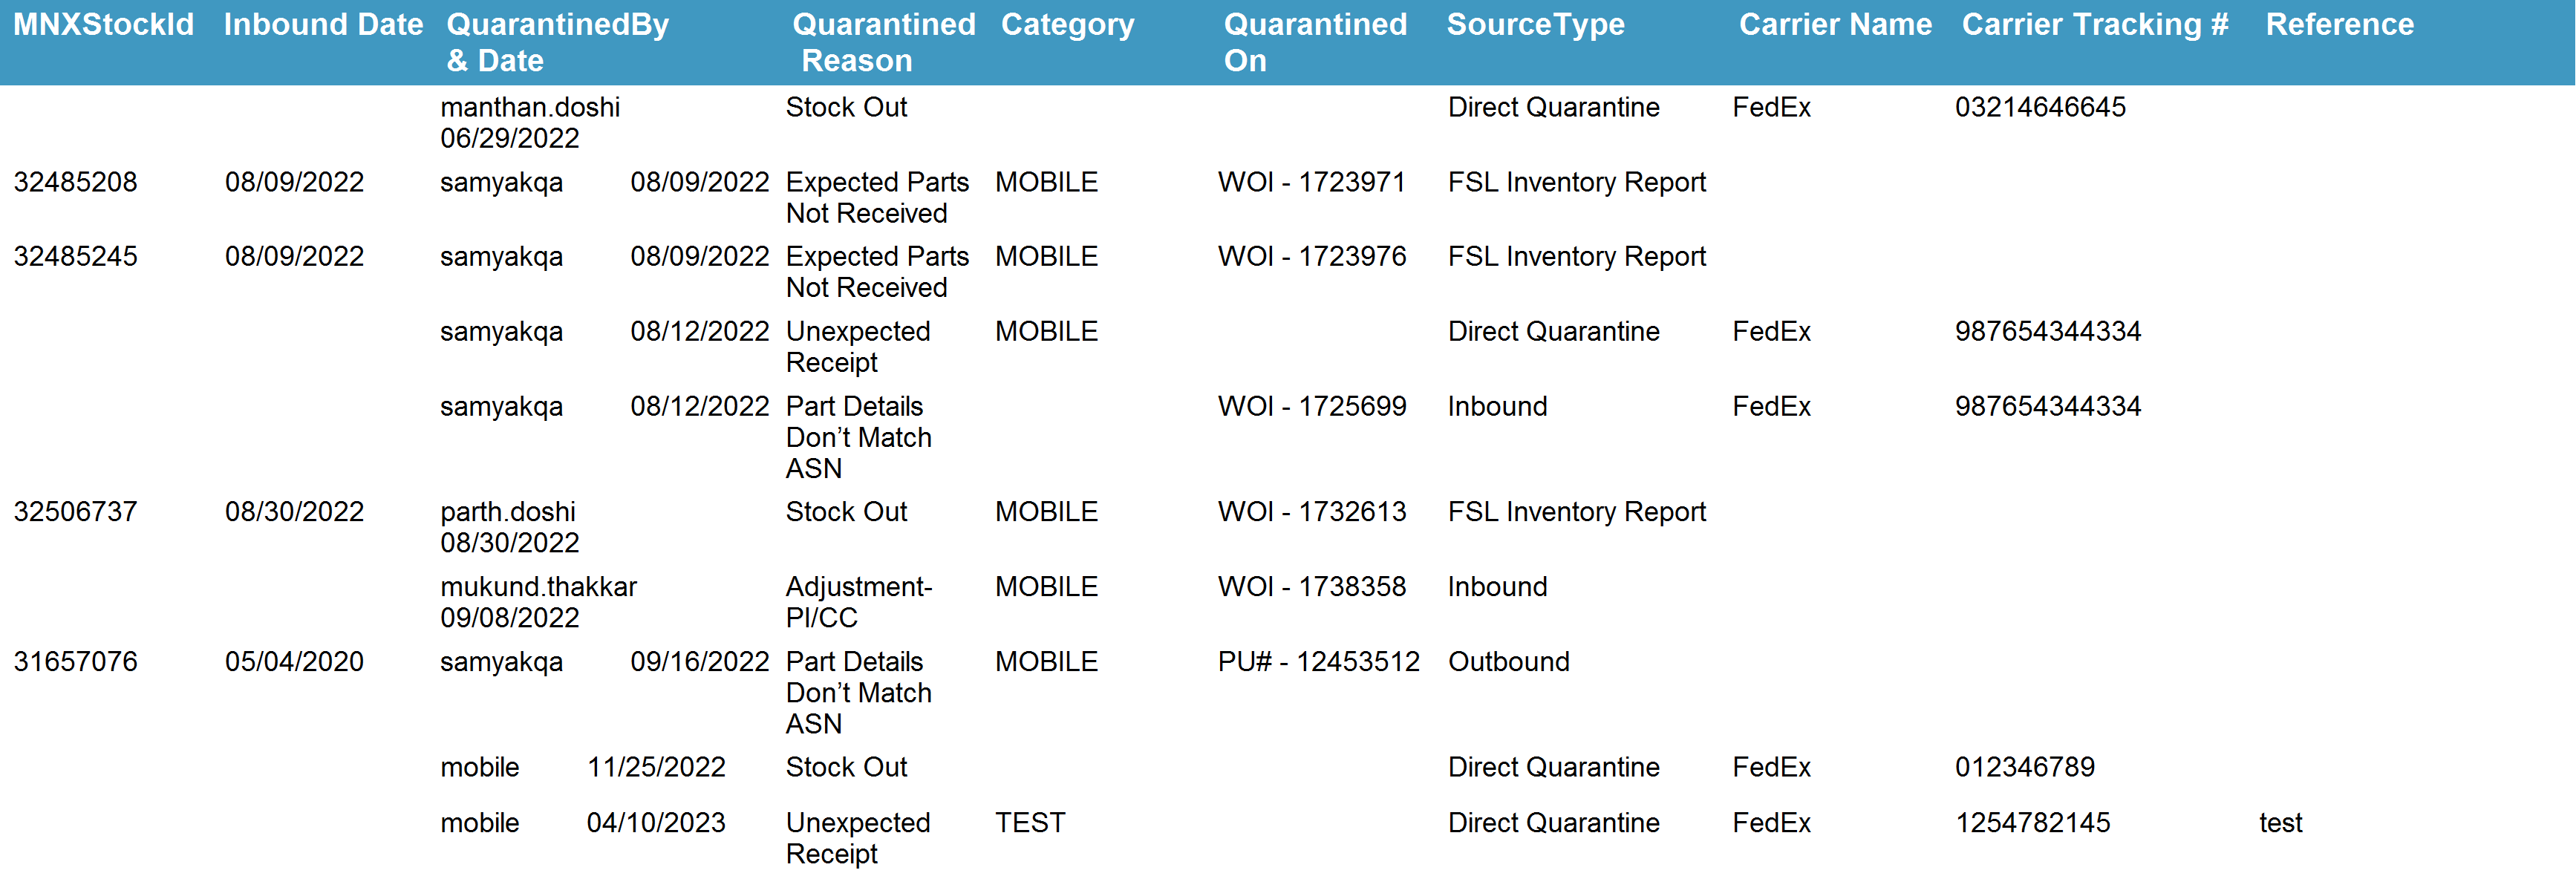 MNXStockId Inbound Date QuarantinedBy Quarantined Category Quarantined SourceType Carrier Name Carrier Tracking # Reference
& Date Reason On
manthan.doshi Stock Out Direct Quarantine FedEx 03214646645
06/29/2022
32485208 08/09/2022 samyakqa 08/09/2022 Expected Parts MOBILE WOI - 1723971 FSL Inventory Report
Not Received
32485245 08/09/2022 samyakqa 08/09/2022 Expected Parts MOBILE WOI - 1723976 FSL Inventory Report
Not Received
samyakqa 08/12/2022 Unexpected MOBILE Direct Quarantine FedEx 987654344334
Receipt
samyakqa 08/12/2022 Part Details WOI - 1725699 Inbound FedEx 987654344334
Don’t Match
ASN
32506737 08/30/2022 parth.doshi Stock Out MOBILE WOI - 1732613 FSL Inventory Report
08/30/2022
mukund.thakkar Adjustment- MOBILE WOI - 1738358 Inbound
09/08/2022 PI/CC
31657076 05/04/2020 samyakqa 09/16/2022 Part Details MOBILE PU# - 12453512 Outbound
Don’t Match
ASN
mobile 11/25/2022 Stock Out Direct Quarantine FedEx 012346789
mobile 04/10/2023 Unexpected TEST Direct Quarantine FedEx 1254782145 test
Receipt